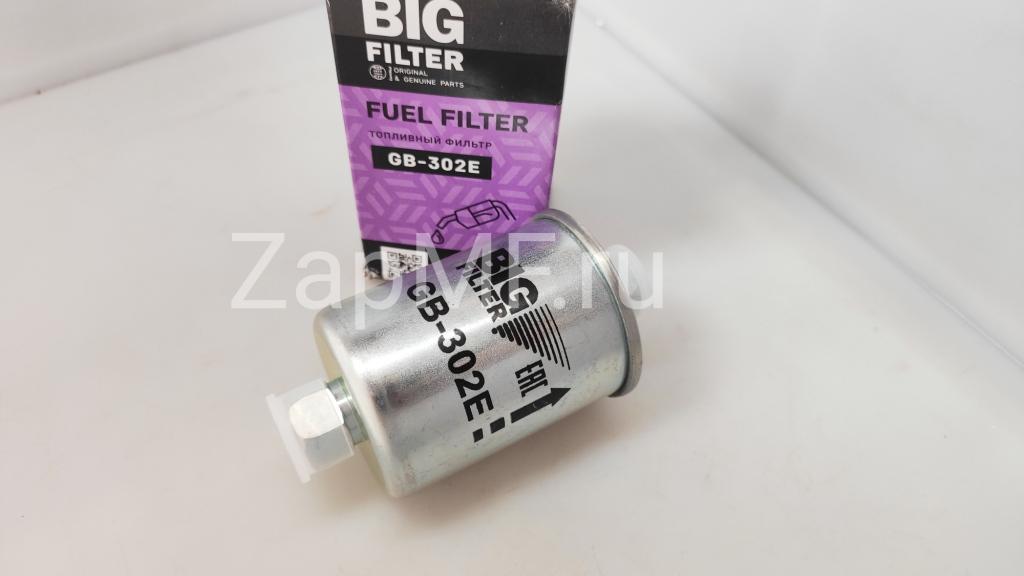 BIG
FILTER
ORIGINAL
& GENUINE PARTS
FUEL FILTER
ТОПЛИВНЫЙ ФИЛЬТР
GB-302E
ZapMF.ru
BIG
FILTER
GB-302E
EAC